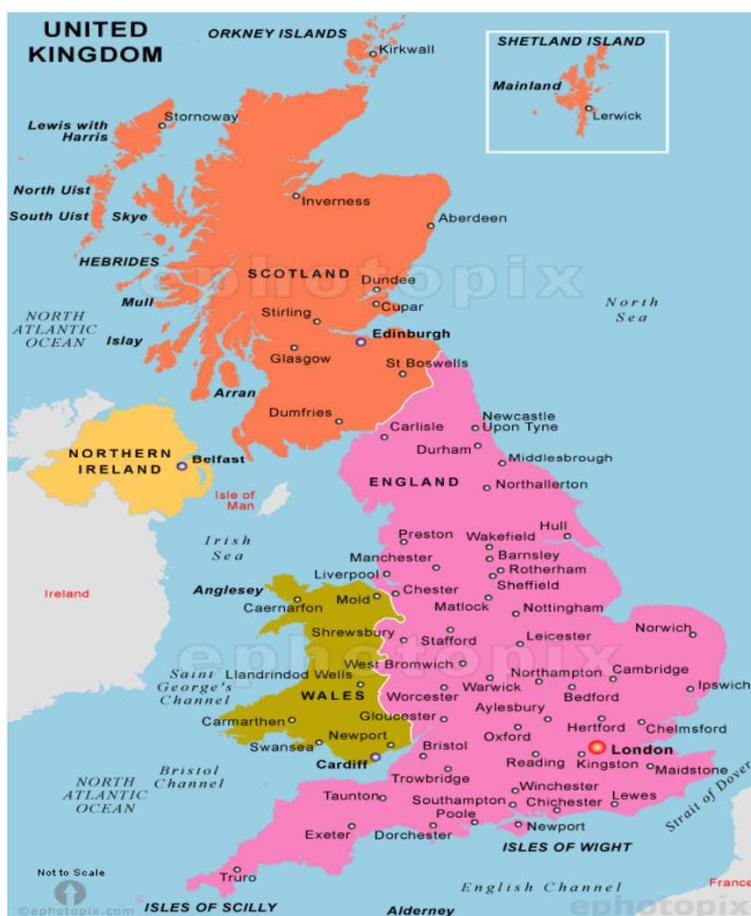 UNITED
KINGDOM
ORKNEY ISLANDS
Kirkwall
SHETLAND ISLAND
Mainland
Lerwick
Lewis with
Harris
Stornoway
North Uist
South Uist
Skye
Inverness
Aberdeen
HEBRIDES
ephotopix
SCOTLAND
Mull
Dundee
Cupar
NORTH
ATLANTIC
OCEAN
North
Sea
Stirling
Islay
Edinburgh
Glasgow
St Boswells
Arran
Dumfries
Carlisle
Newcastle
Upon Tyne
Durham
NORTHERN
IRELAND
Belfast
Middlesbrough
ENGLAND
Northallerton
Isle of
Man
Irish
Sea
Hull
Preston
Wakefield
Barnsley
Manchester
Rotherham
Liverpool
Sheffield
Ireland
Anglesey
Chester
Mold
Caernarfon
Matlock
Nottingham
Shrewsbury
Stafford
Leicester
Norwich
ephotopix
West Bromwich
Saint
George's
Channel
Llandrindod Wells
Northampton
Cambridge
WALES
Worcester
Warwick
Bedford
Ipswich
Aylesbury
Carmarthen
Gloucester
Hertford
Chelmsford
Oxford
Swansea
Newport
Cardiff
Bristol
London
Reading
Kingston
Maidstone
Bristol
Channel
NORTH
ATLANTIC
OCEAN
Trowbridge
Strait of Dover
Taunton
Winchester
Southampton
Chichester
Lewes
Exeter
Dorchester
Poole
Newport
ISLES OF WIGHT
Not to Scale
Truro
English Channel
France
©ephotopix.com
ISLES OF SCILLY
Alderney
ephotopix